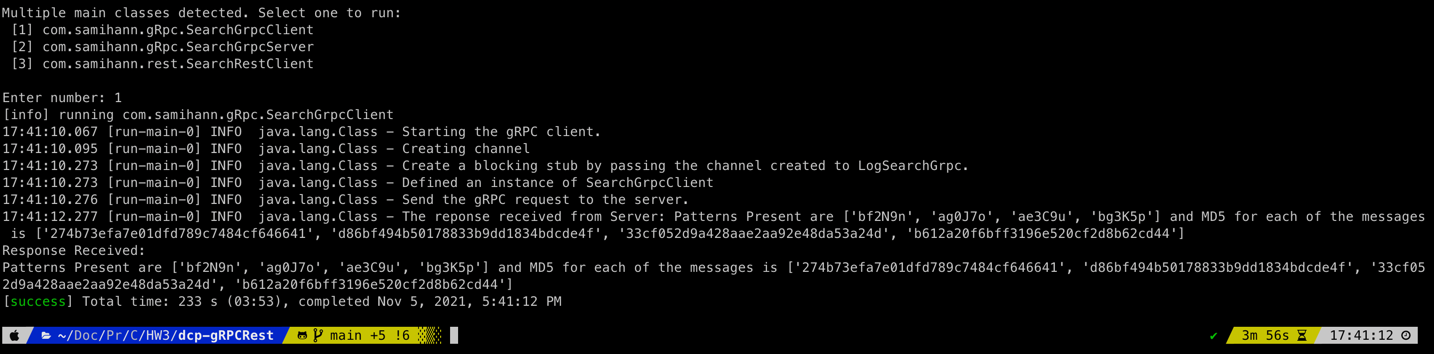 Multiple main classes detected. Select one to run:
[1] com.samihann.gRpc.SearchGrpcClient
[2] com.samihann.gRpc.SearchGrpcServer
[3] com.samihann.rest.SearchRestClient
Enter number: 1
[info] running com.samihann.gRpc.SearchGrpcClient
17:41:10.067 [run-main-0] INFO  java.lang.Class - Starting the gRPC client.
17:41:10.095 [run-main-0] INFO  java.lang.Class - Creating channel
17:41:10.273 [run-main-0] INFO  java.lang.Class - Create a blocking stub by passing the channel created to LogSearchGrpc.
17:41:10.273 [run-main-0] INFO  java.lang.Class - Defined an instance of SearchGrpcClient
17:41:10.276 [run-main-0] INFO  java.lang.Class - Send the gRPC request to the server.
17:41:12.277 [run-main-0] INFO  java.lang.Class - The reponse received from Server: Patterns Present are ['bf2N9n', 'ag0J7o', 'ae3C9u', 'bg3K5p'] and MD5 for each of the messages
is ['274b73efa7e01dfd789c7484cf646641', 'd86bf494b50178833b9dd1834bdcde4f', '33cf052d9a428aae2aa92e48da53a24d', 'b612a20f6bff3196e520cf2d8b62cd44']
Response Received:
Patterns Present are ['bf2N9n', 'ag0J7o', 'ae3C9u', 'bg3K5p'] and MD5 for each of the messages is ['274b73efa7e01dfd789c7484cf646641', 'd86bf494b50178833b9dd1834bdcde4f', '33cf05
2d9a428aae2aa92e48da53a24d', 'b612a20f6bff3196e520cf2d8b62cd44']
[success] Total time: 233 s (03:53), completed Nov 5, 2021, 5:41:12 PM
~/Doc/Pr/C/HW3/dcp-gRPCRest main +5 !6 ✔ 3m 56s 17:41:12